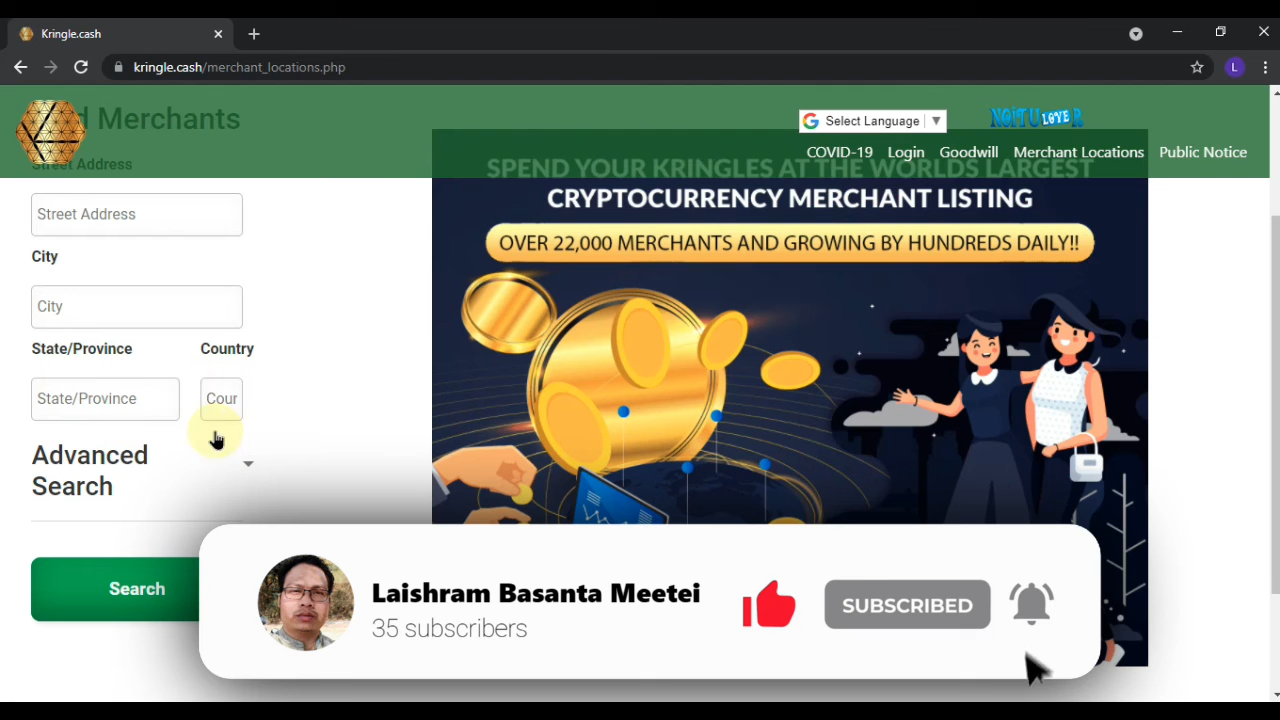 Kringle.cash
kringle.cash/merchant_locations.php
L
Find Merchants
Select Language
NOiTULOVER
COVID-19 Login Goodwill Merchant Locations Public Notice
Street Address
Street Address
City
City
State/Province Country
State/Province Cour
Advanced
Search
Search
SPEND YOUR KRINGLES AT THE WORLDS LARGEST
CRYPTOCURRENCY MERCHANT LISTING
OVER 22,000 MERCHANTS AND GROWING BY HUNDREDS DAILY!!
Laishram Basanta Meetei
35 subscribers
SUBSCRIBED